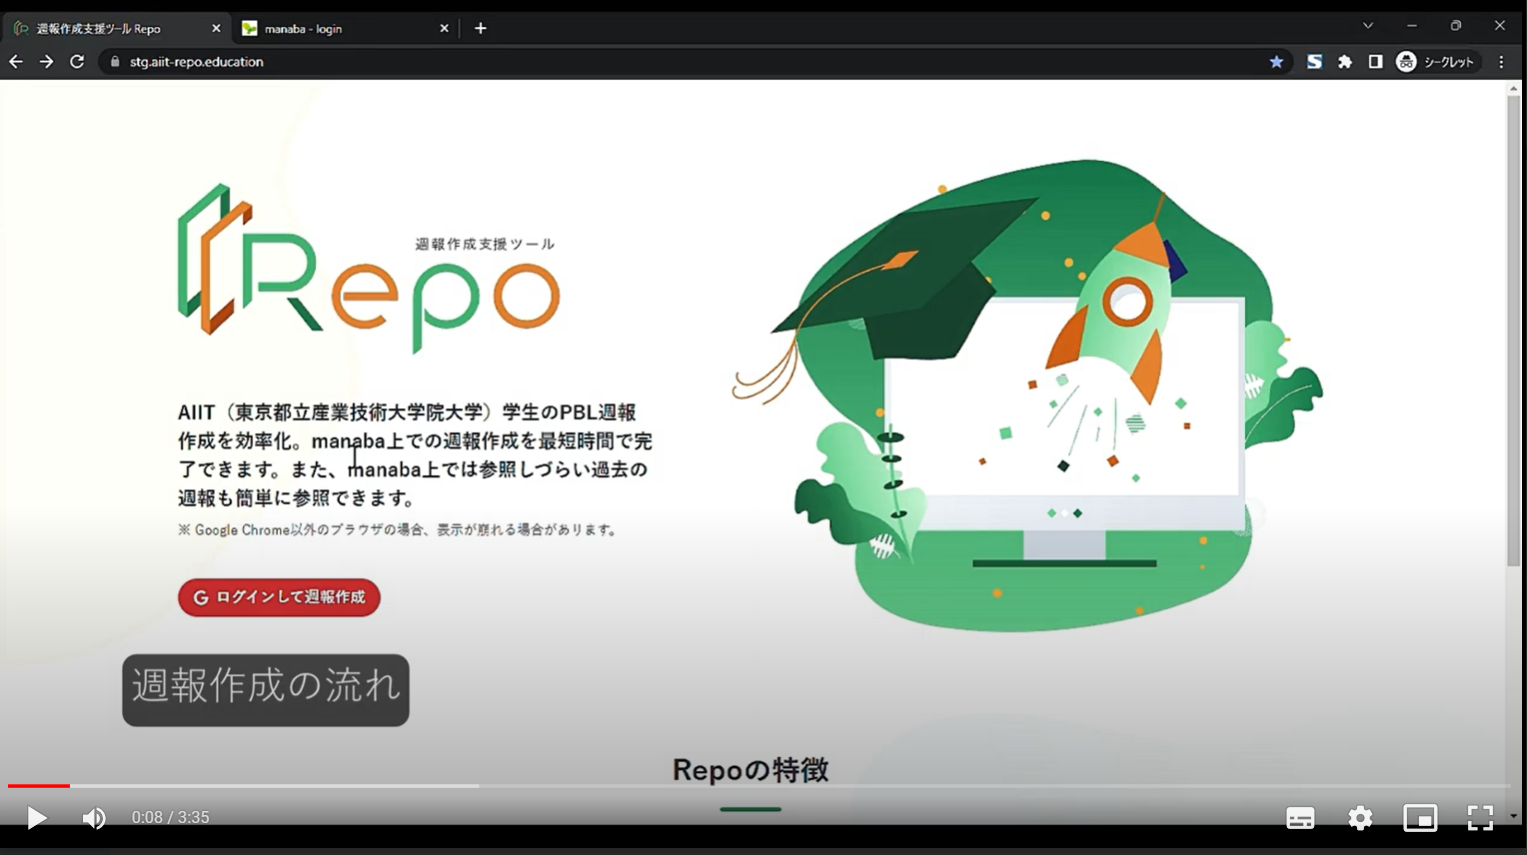 週報作成支援ツール Repo
manaba - login
stg.aiit-repo.education
シークレット
週報作成支援ツール
Repo
AIIT（東京都立産業技術大学院大学）学生のPBL週報
作成を効率化。manaba上での週報作成を最短時間で完
了できます。また、manaba上では参照しづらい過去の
週報も簡単に参照できます。
※ Google Chrome以外のブラウザの場合、表示が崩れる場合があります。
G ログインして週報作成
週報作成の流れ
Repoの特徴
0:08 / 3:35